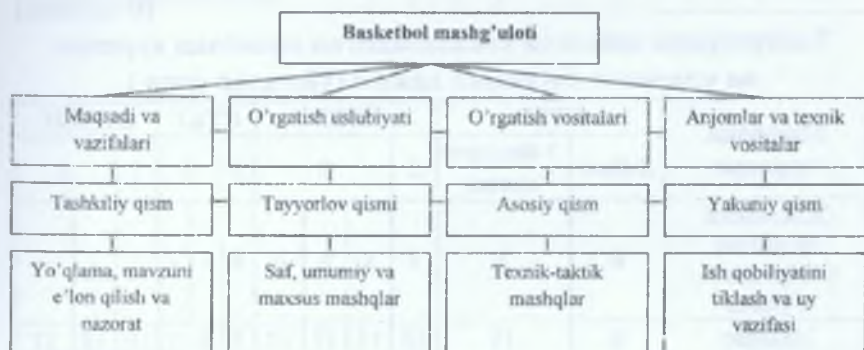 Basketbol mashg'uloti
Maqsadi va
vazifalari
O'rgatish uslubiyati
O'rgatish vositalari
Anjomlar va texnik
vositalar
Tashkiliy qism
Tayyorlov qismi
Asosiy qism
Yakuniy qism
Yo'qlama, mavzuni
e'lon qilish va
nazorat
Saf, umumiy va
maxsus mashqlar
Texnik-taktik
mashqlar
Ish qobiliyatini
tiklash va uy
vazifasi